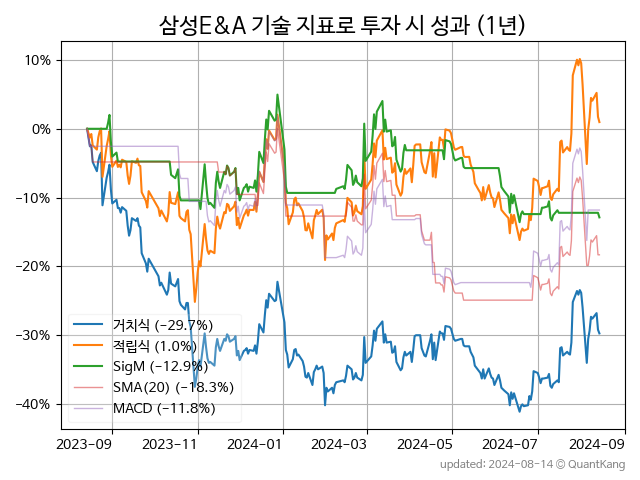 삼성E&A 기술 지표로 투자 시 성과 (1년)
10%
0%
−10%
−20%
−30%
−40%
거치식 (−29.7%)
적립식 (1.0%)
SigM (−12.9%)
SMA(20) (−18.3%)
MACD (−11.8%)
2023-09 2023-11 2024-01 2024-03 2024-05 2024-07 2024-09
updated: 2024-08-14 © QuantKang